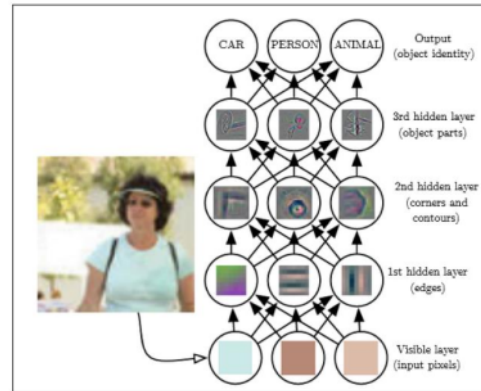 CAR PERSON ANIMAL
Output
(object identity)
3rd hidden layer
(object parts)
2nd hidden layer
(corners and
contours)
1st hidden layer
(edges)
Visible layer
(input pixels)